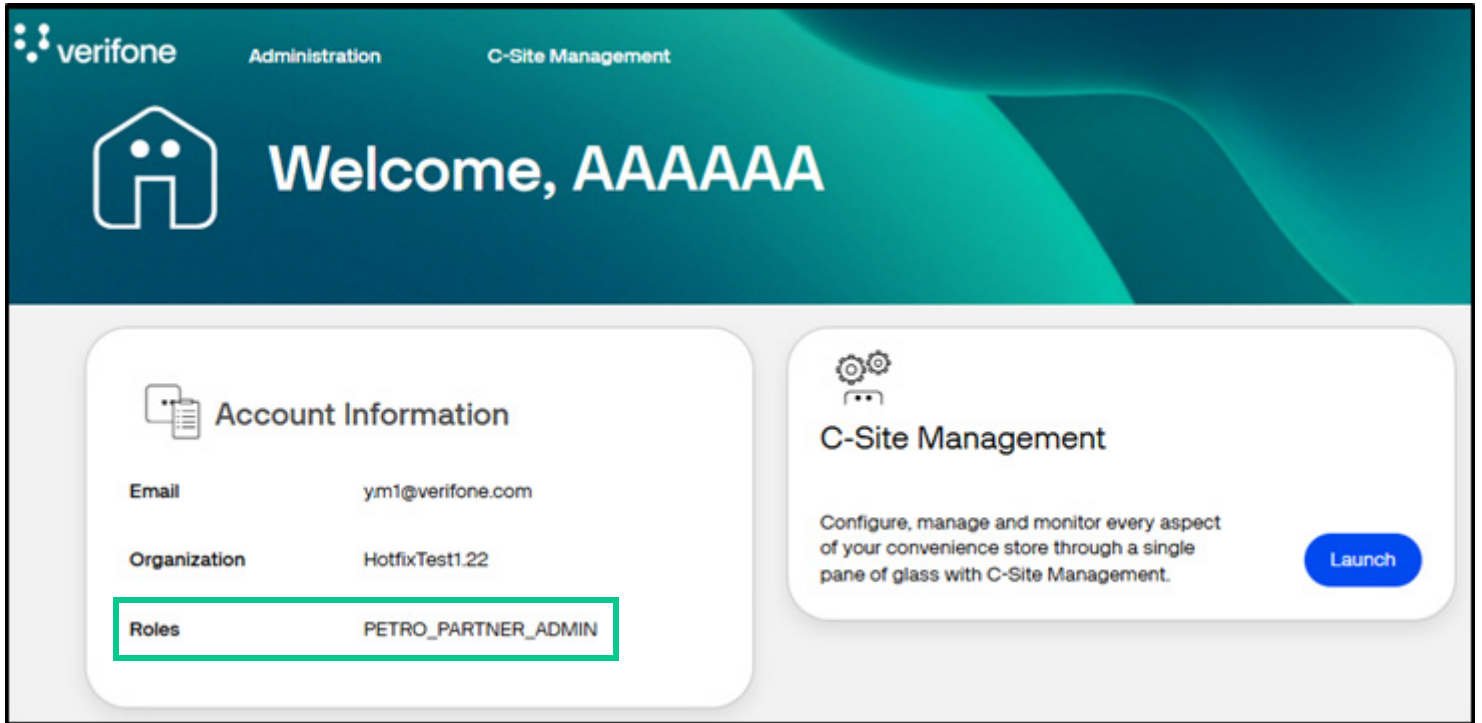 verifone
Administration
C-Site Management
Welcome, AAAAAA
Account Information
Email y.m1@verifone.com
Organization HotfixTest1.22
Roles PETRO_PARTNER_ADMIN
C-Site Management
Configure, manage and monitor every aspect
of your convenience store through a single
pane of glass with C-Site Management.
Launch